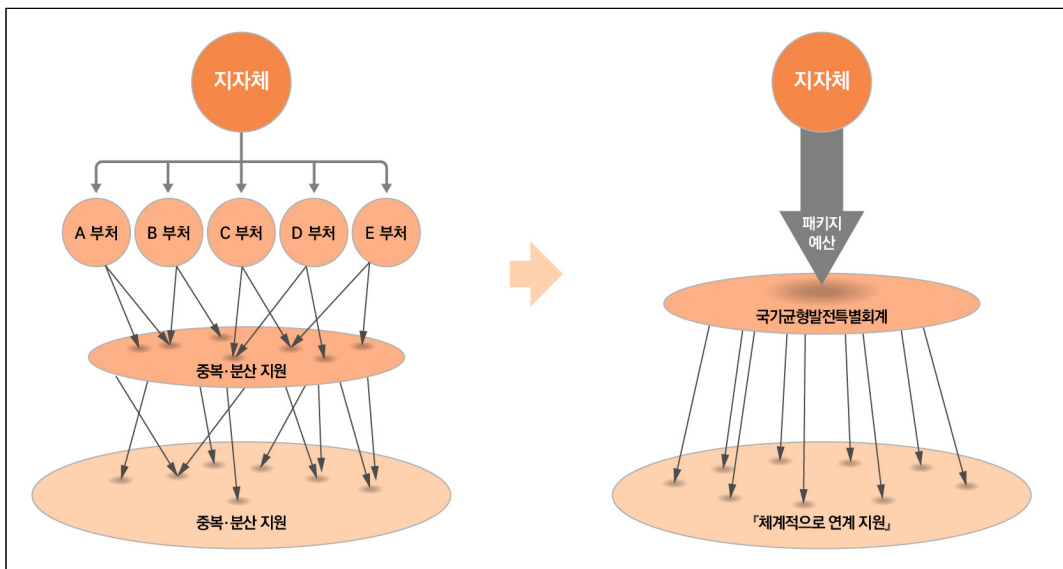 지자체
A 부처
B 부처
C 부처
D 부처
E 부처
중복·분산 지원
중복·분산 지원
지자체
패키지
예산
국가균형발전특별회계
『체계적으로 연계 지원』